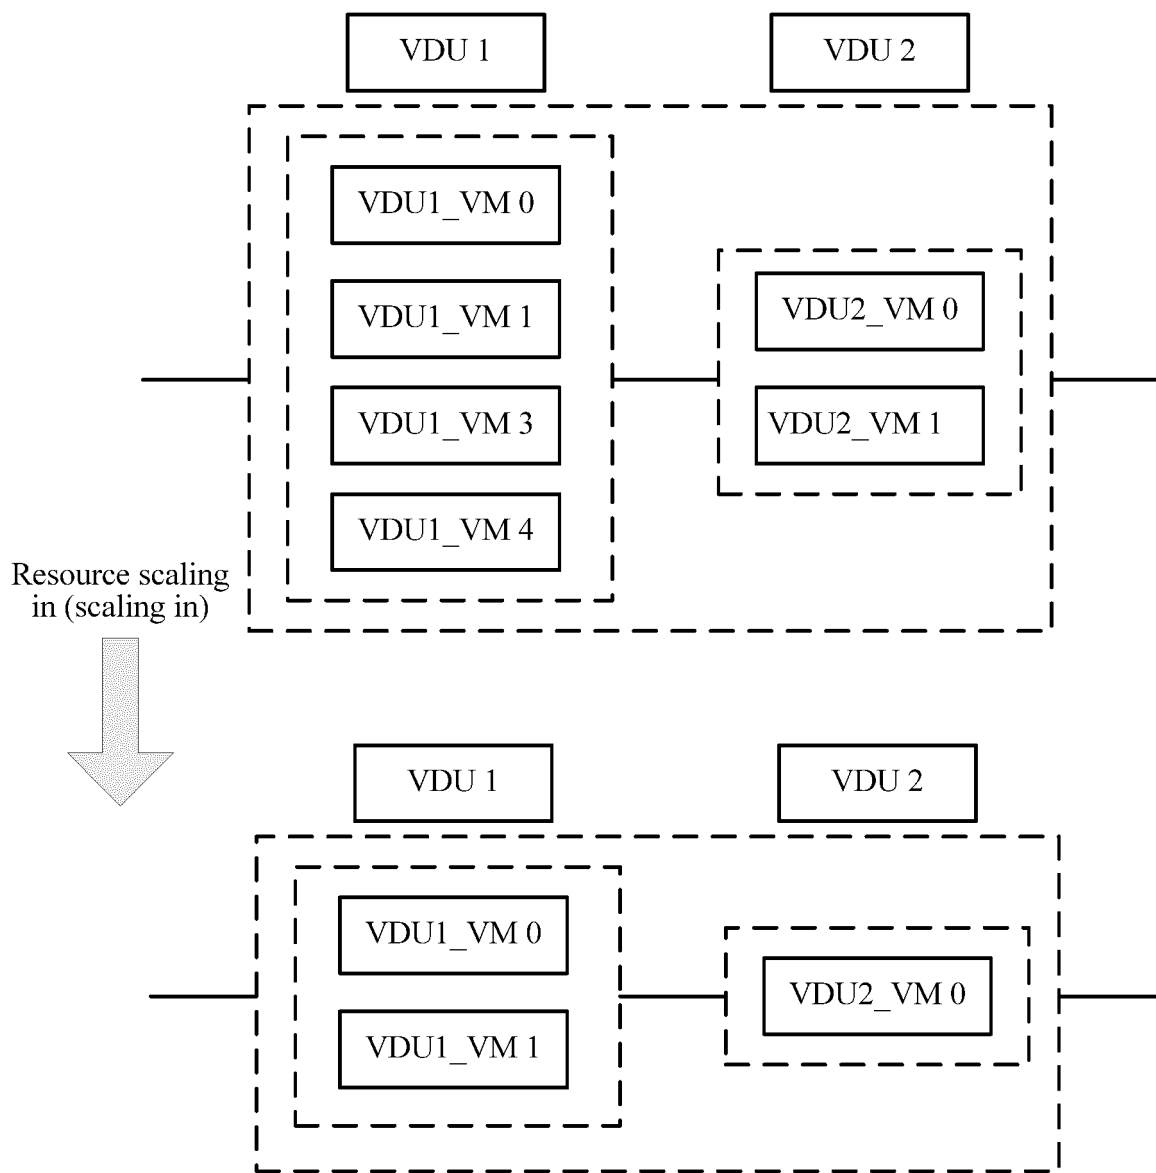 VDU 1
VDU 2
VDU1_VM 0
VDU1_VM 1
VDU1_VM 3
VDU1_VM 4
VDU2_VM 0
VDU2_VM 1
Resource scaling
in (scaling in)
VDU 1
VDU 2
VDU1_VM 0
VDU1_VM 1
VDU2_VM 0